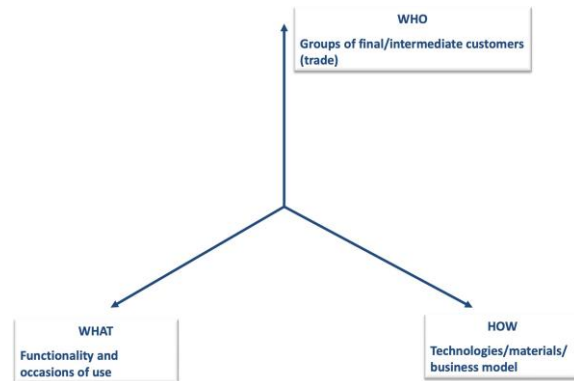 WHO
Groups of final/intermediate customers
(trade)
WHAT
Functionality and
occasions of use
HOW
Technologies/materials/
business model